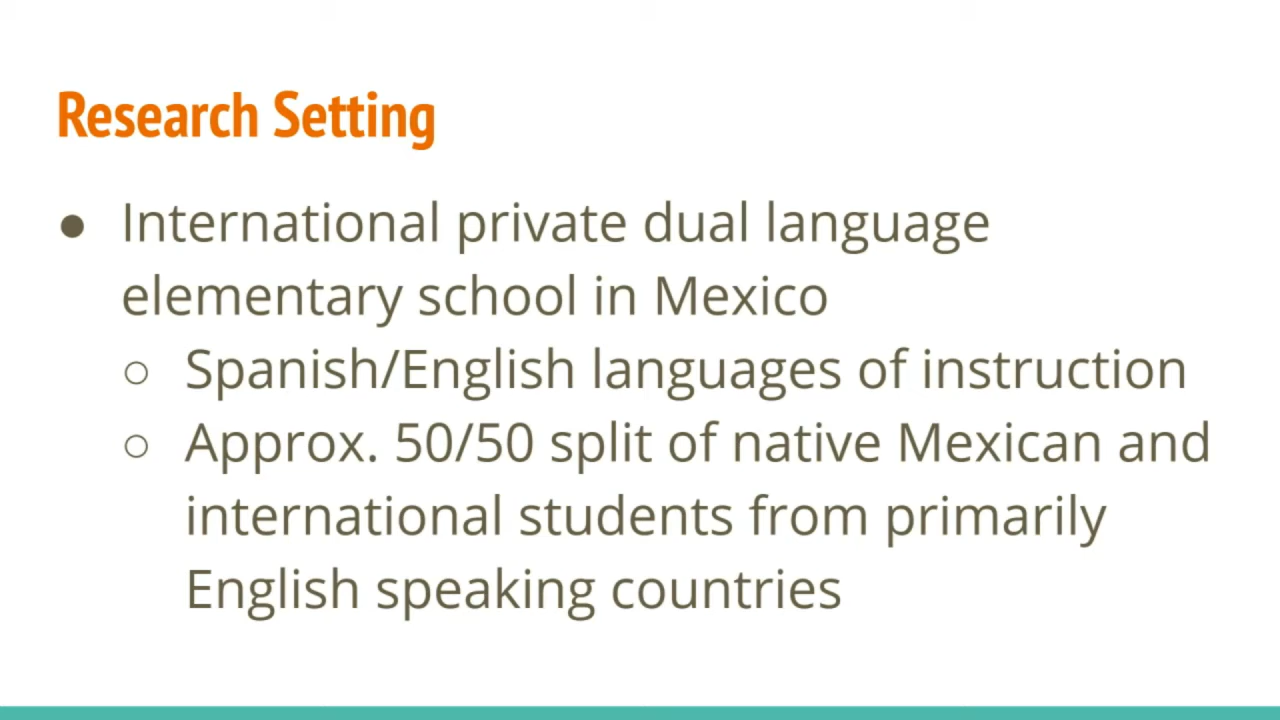 Research Setting
● International private dual language
elementary school in Mexico
○ Spanish/English languages of instruction
○ Approx. 50/50 split of native Mexican and
international students from primarily
English speaking countries